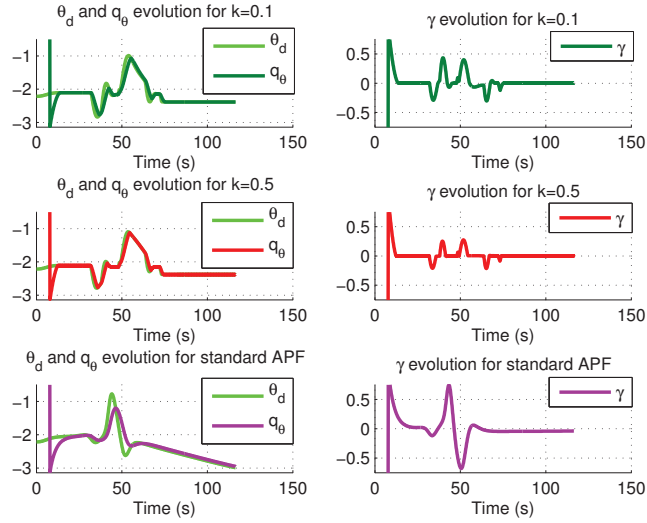 θd and qθ evolution for k=0.1
θd
qθ
−1
−2
−3
0
50
100
150
Time (s)
γ evolution for k=0.1
γ
0.5
0
−0.5
0
50
100
150
Time (s)
θd and qθ evolution for k=0.5
θd
qθ
−1
−2
−3
0
50
100
150
Time (s)
γ evolution for k=0.5
γ
0.5
0
−0.5
0
50
100
150
Time (s)
θd and qθ evolution for standard APF
θd
qθ
−1
−2
−3
0
50
100
150
Time (s)
γ evolution for standard APF
γ
0.5
0
−0.5
0
50
100
150
Time (s)